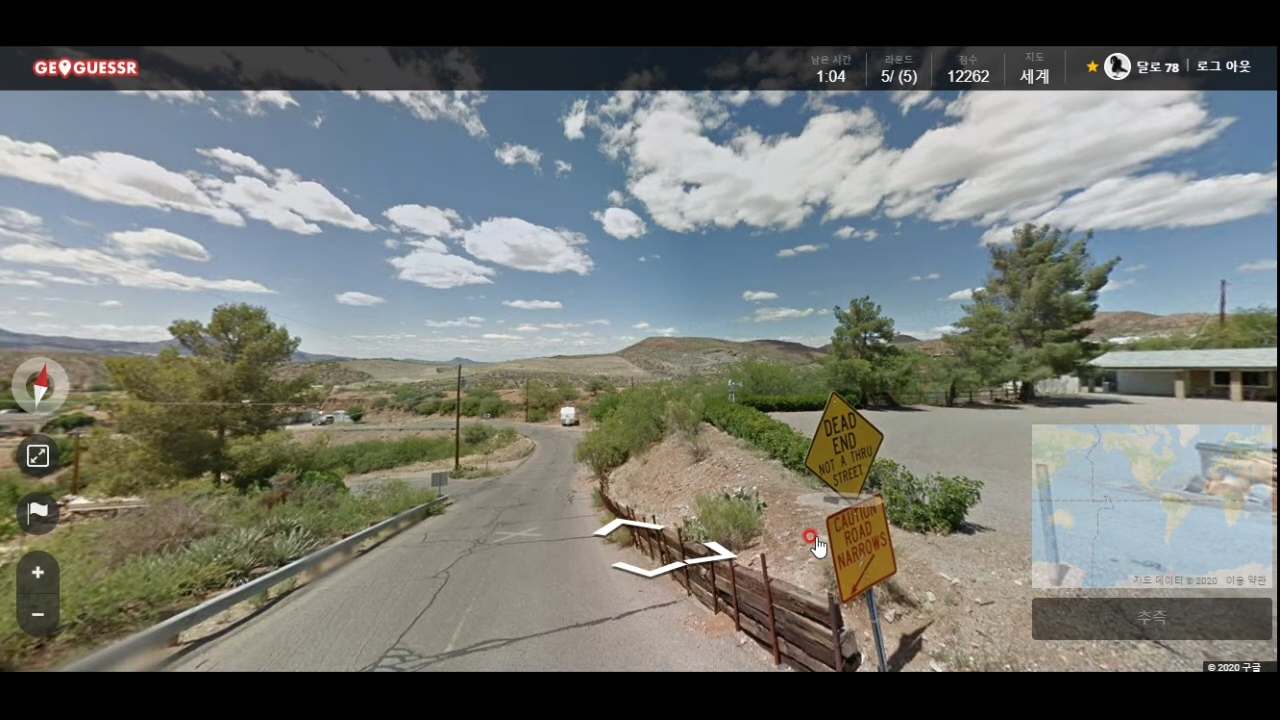 GEOGUESSR
남은 시간
1:04
라운드
5/ (5)
점수
12262
지도
세계
달로 78 | 로그 아웃
DEAD
END
NOT A THRU
STREET
CAUTION
ROAD
NARROWS
지도 데이터 © 2020 이용 약관
추측
© 2020 구글